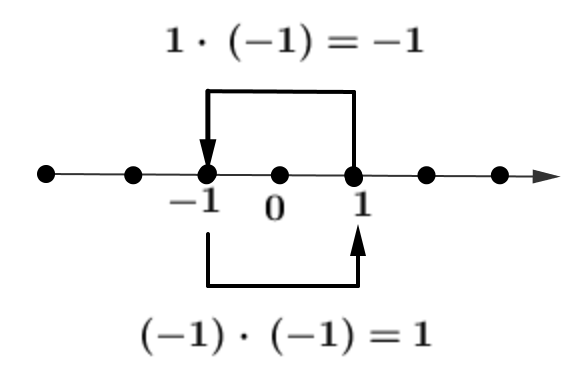 1 · (−1) = −1
−1 0 1
(−1) · (−1) = 1